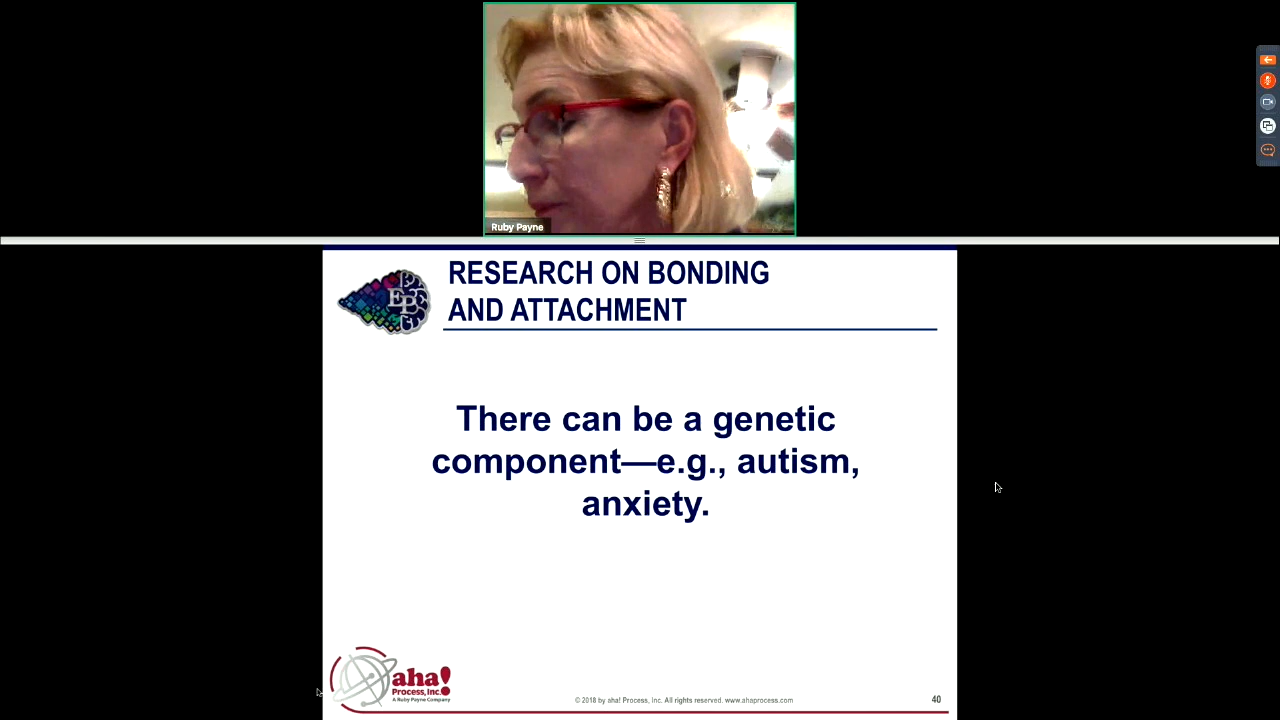 Ruby Payne
RESEARCH ON BONDING
AND ATTACHMENT
EP
There can be a genetic
component—e.g., autism,
anxiety.
aha!
Process, Inc.
A Ruby Payne Company
© 2018 by aha! Process, Inc. All rights reserved. www.ahaprocess.com
40